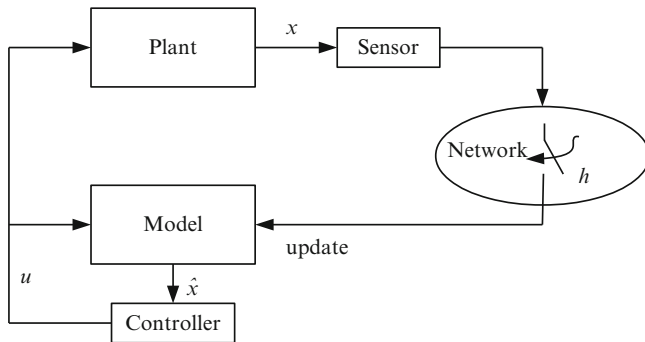 Plant
x
Sensor
Network
h
Model
update
u
x̂
Controller